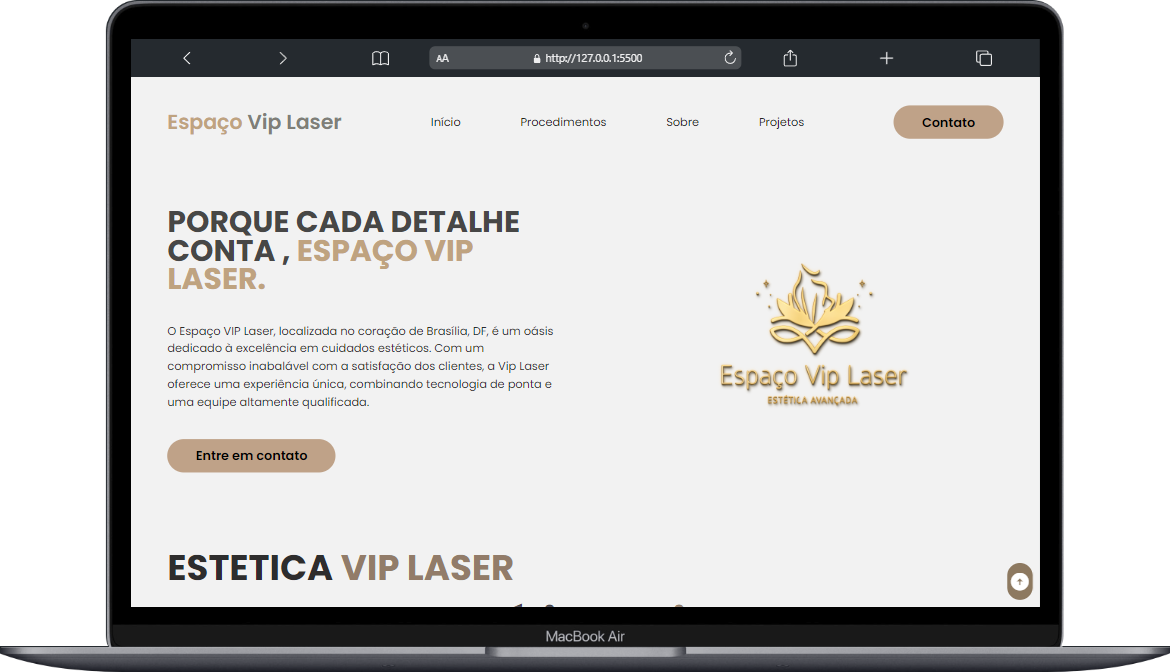 AA
http://127.0.0.1:5500
Espaço Vip Laser
Início
Procedimentos
Sobre
Projetos
Contato
PORQUE CADA DETALHE
CONTA , ESPAÇO VIP
LASER.
O Espaço VIP Laser, localizada no coração de Brasília, DF, é um oásis
dedicado à excelência em cuidados estéticos. Com um
compromisso inabalável com a satisfação dos clientes, a Vip Laser
oferece uma experiência única, combinando tecnologia de ponta e
uma equipe altamente qualificada.
Entre em contato
Espaço Vip Laser
ESTÉTICA AVANÇADA
ESTETICA VIP LASER
MacBook Air